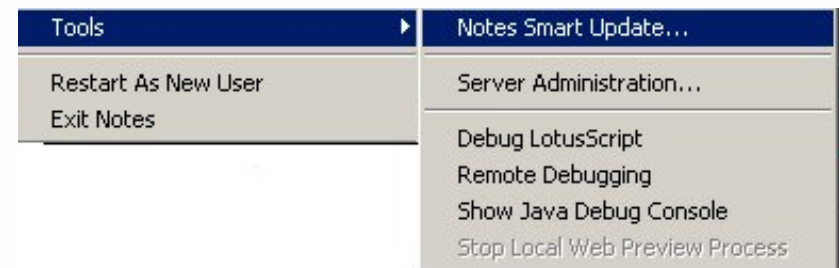 Tools
Restart As New User
Exit Notes
Notes Smart Update...
Server Administration...
Debug LotusScript
Remote Debugging
Show Java Debug Console
Stop Local Web Preview Process